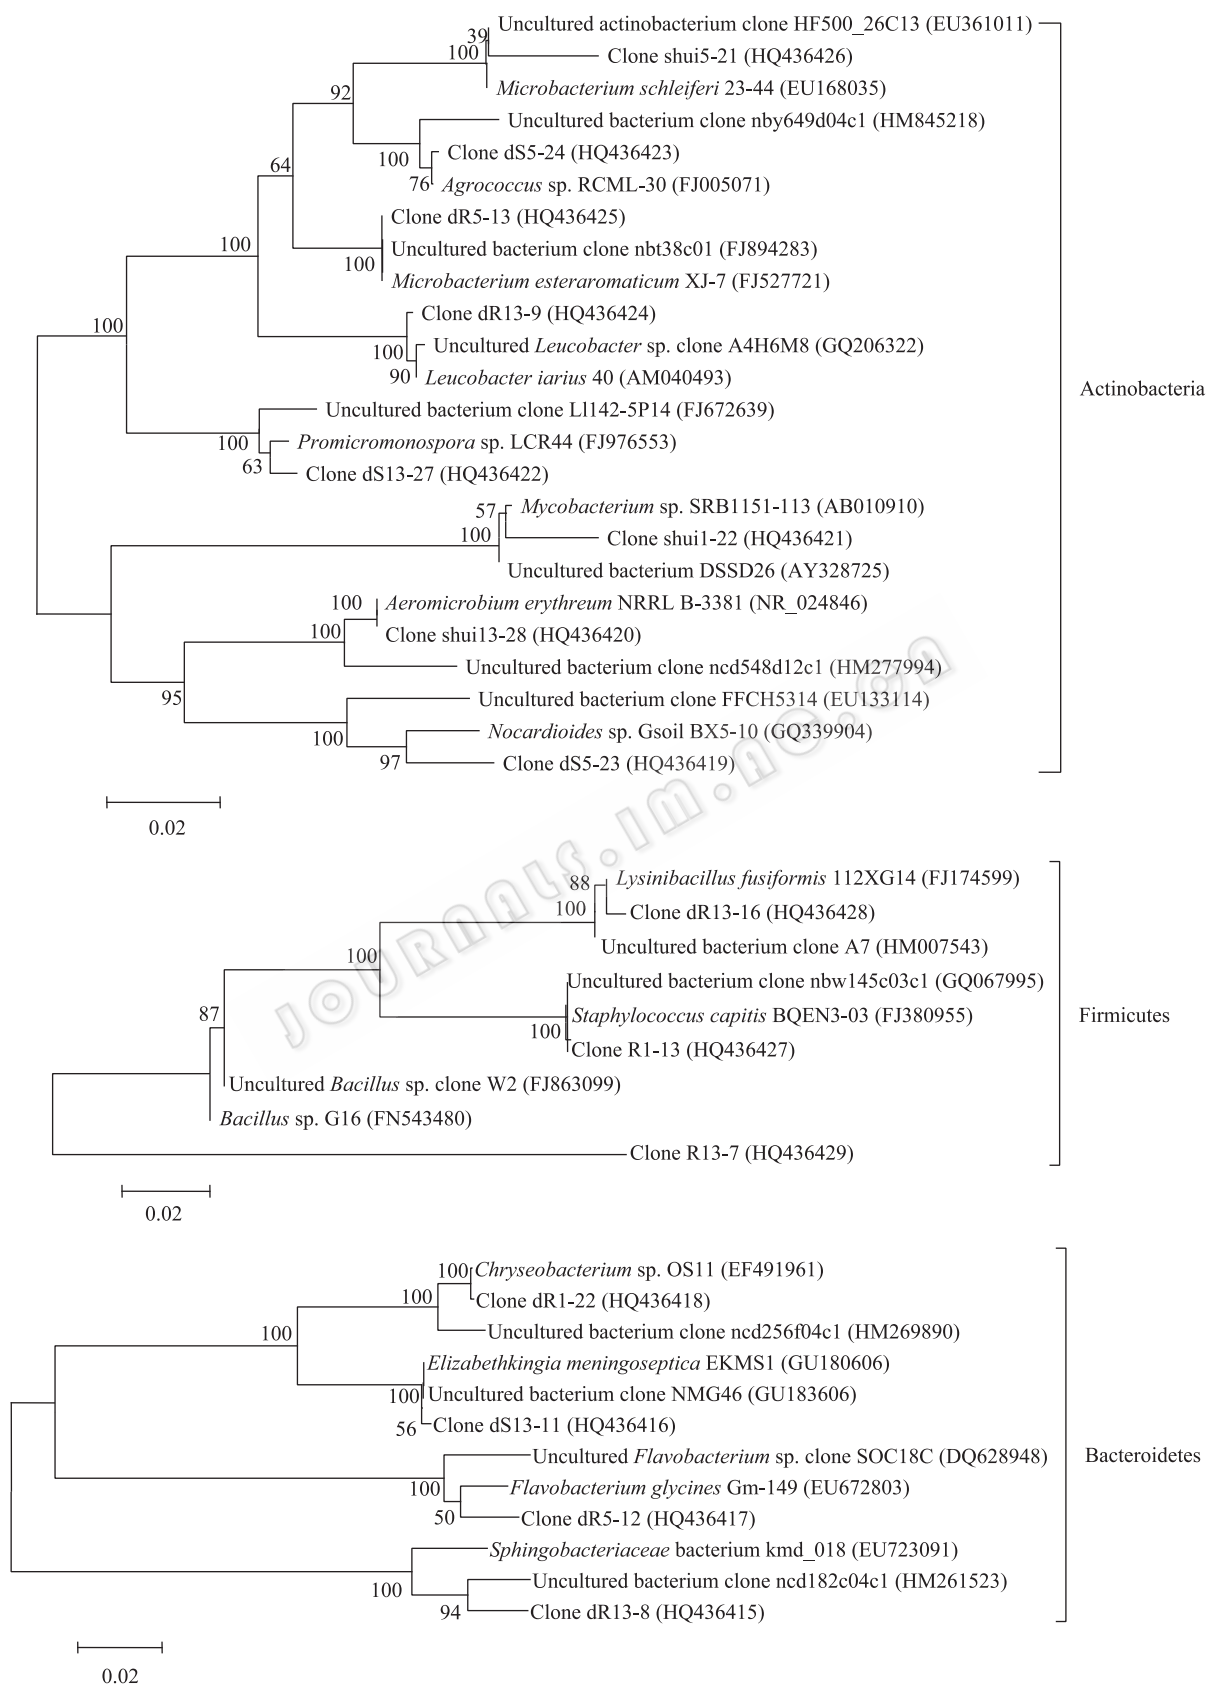 Uncultured actinobacterium clone HF500_26C13 (EU361011)
39
100
Clone shui5-21 (HQ436426)
Microbacterium schleiferi 23-44 (EU168035)
92
Uncultured bacterium clone nby649d04c1 (HM845218)
100
Clone dS5-24 (HQ436423)
64
76
Agrococcus sp. RCML-30 (FJ005071)
Clone dR5-13 (HQ436425)
100
Uncultured bacterium clone nbt38c01 (FJ894283)
100
Microbacterium esteraromaticum XJ-7 (FJ527721)
Clone dR13-9 (HQ436424)
100
100
Uncultured Leucobacter sp. clone A4H6M8 (GQ206322)
90
Leucobacter iarius 40 (AM040493)
Actinobacteria
Uncultured bacterium clone Ll142-5P14 (FJ672639)
100
Promicromonospora sp. LCR44 (FJ976553)
63
Clone dS13-27 (HQ436422)
57
Mycobacterium sp. SRB1151-113 (AB010910)
100
Clone shui1-22 (HQ436421)
Uncultured bacterium DSSD26 (AY328725)
100
Aeromicrobium erythreum NRRL B-3381 (NR_024846)
100
Clone shui13-28 (HQ436420)
Uncultured bacterium clone ncd548d12c1 (HM277994)
95
Uncultured bacterium clone FFCH5314 (EU133114)
100
Nocardioides sp. Gsoil BX5-10 (GQ339904)
97
Clone dS5-23 (HQ436419)
0.02
JOURNALS.IM.AC.CN
88
Lysinibacillus fusiformis 112XG14 (FJ174599)
100
Clone dR13-16 (HQ436428)
Uncultured bacterium clone A7 (HM007543)
100
Uncultured bacterium clone nbw145c03c1 (GQ067995)
87
Staphylococcus capitis BQEN3-03 (FJ380955)
Firmicutes
100
Clone R1-13 (HQ436427)
Uncultured Bacillus sp. clone W2 (FJ863099)
Bacillus sp. G16 (FN543480)
Clone R13-7 (HQ436429)
0.02
100
Chryseobacterium sp. OS11 (EF491961)
100
Clone dR1-22 (HQ436418)
100
Uncultured bacterium clone ncd256f04c1 (HM269890)
Elizabethkingia meningoseptica EKMS1 (GU180606)
100
Uncultured bacterium clone NMG46 (GU183606)
56
Clone dS13-11 (HQ436416)
Uncultured Flavobacterium sp. clone SOC18C (DQ628948)
Bacteroidetes
100
Flavobacterium glycines Gm-149 (EU672803)
50
Clone dR5-12 (HQ436417)
Sphingobacteriaceae bacterium kmd_018 (EU723091)
100
Uncultured bacterium clone ncd182c04c1 (HM261523)
94
Clone dR13-8 (HQ436415)
0.02